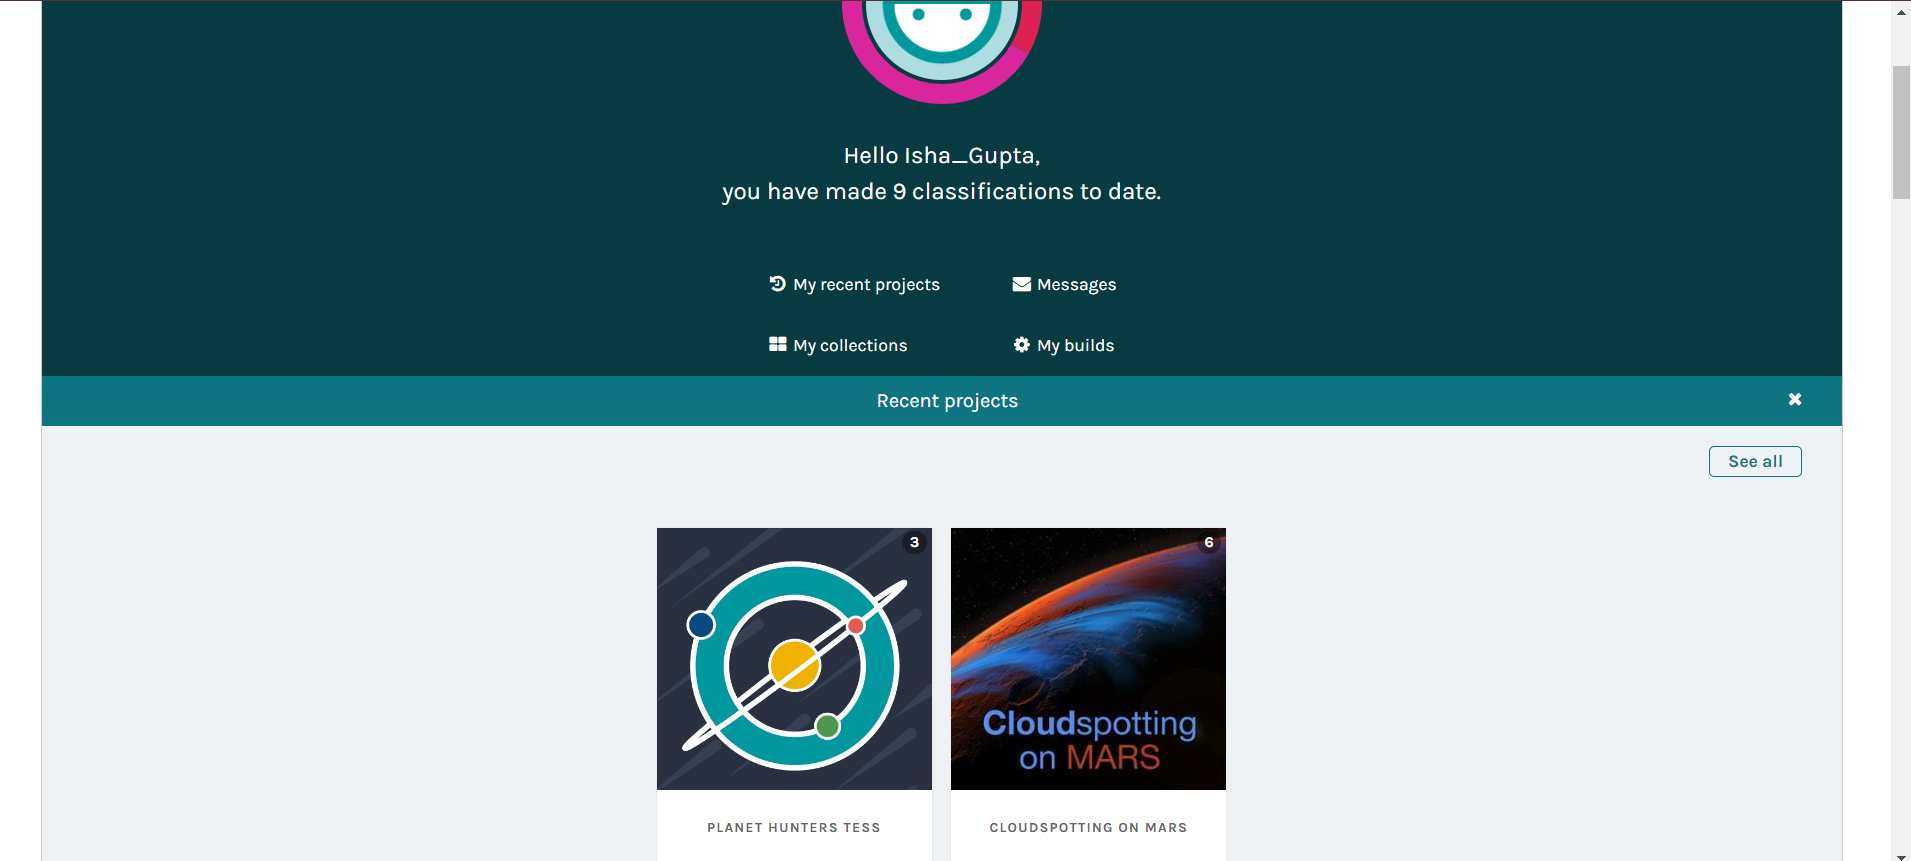 Hello Isha_Gupta,
you have made 9 classifications to date.
My recent projects
Messages
My collections
My builds
Recent projects
See all
3
6
Cloudspotting
on MARS
PLANET HUNTERS TESS
CLOUDSPOTTING ON MARS